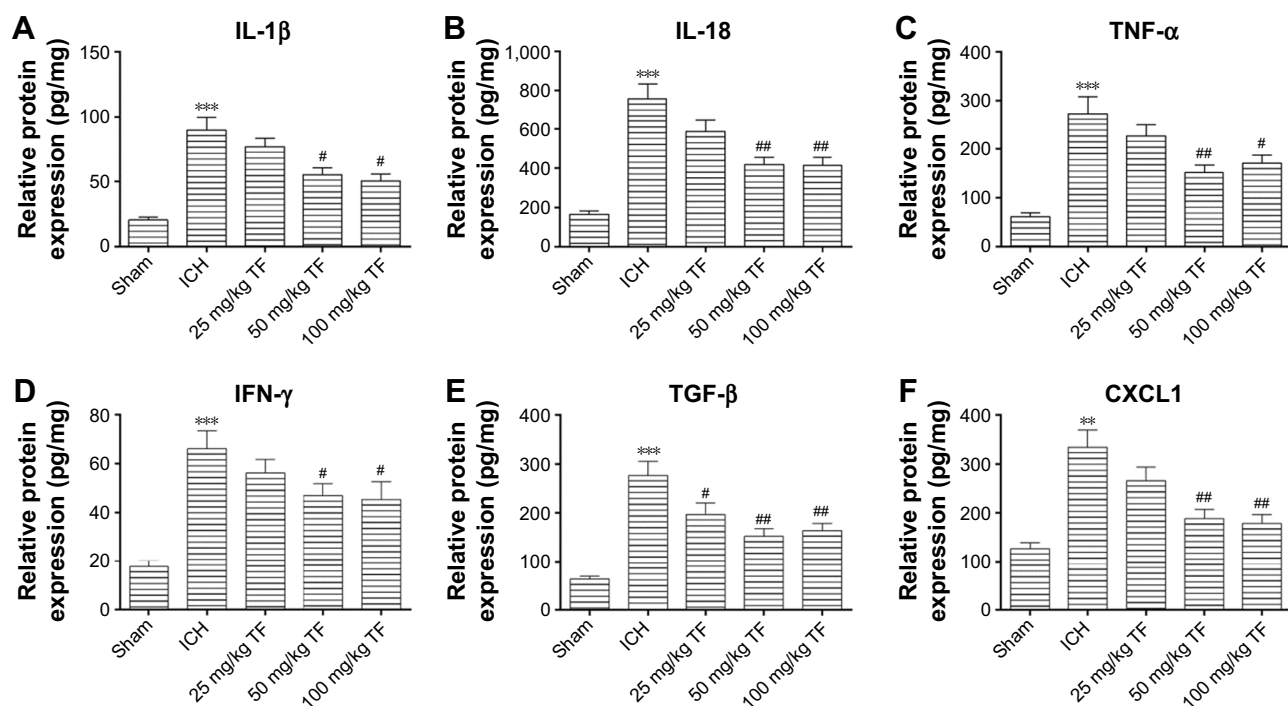 A
IL-1β
Relative protein
expression (pg/mg)
150
100
50
0
***
#
#
Sham
ICH
25 mg/kg TF
50 mg/kg TF
100 mg/kg TF
B
IL-18
Relative protein
expression (pg/mg)
1,000
800
600
400
200
0
***
##
##
Sham
ICH
25 mg/kg TF
50 mg/kg TF
100 mg/kg TF
C
TNF-α
Relative protein
expression (pg/mg)
400
300
200
100
0
***
##
#
Sham
ICH
25 mg/kg TF
50 mg/kg TF
100 mg/kg TF
D
IFN-γ
Relative protein
expression (pg/mg)
80
60
40
20
0
***
#
#
Sham
ICH
25 mg/kg TF
50 mg/kg TF
100 mg/kg TF
E
TGF-β
Relative protein
expression (pg/mg)
400
300
200
100
0
***
#
##
##
Sham
ICH
25 mg/kg TF
50 mg/kg TF
100 mg/kg TF
F
CXCL1
Relative protein
expression (pg/mg)
400
300
200
100
0
**
##
##
Sham
ICH
25 mg/kg TF
50 mg/kg TF
100 mg/kg TF